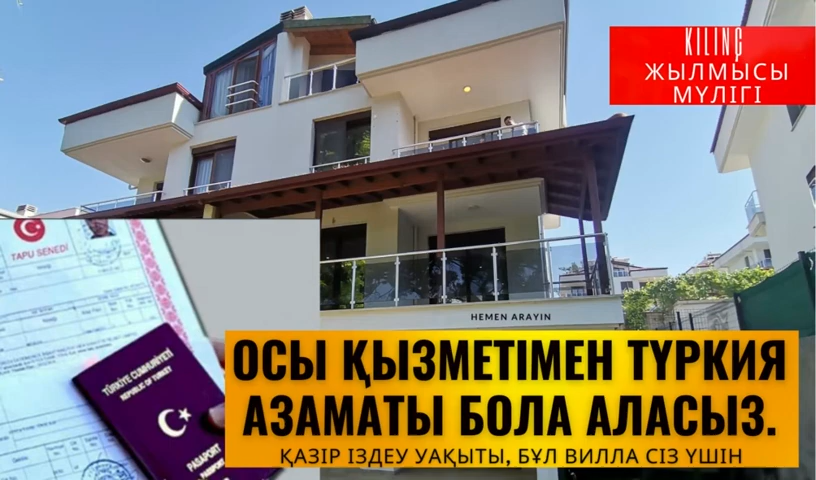 KILINÇ
ЖЫЛМЫСЫ
МҮЛІГІ
TAPU SENEDİ
HEMEN ARAYIN
TÜRKİYE CUMHURİYETİ
REPUBLIC OF TURKEY
PASAPORT
PASSPORT
ОСЫ ҚЫЗМЕТІМЕН ТҮРКИЯ
АЗАМАТЫ БОЛА АЛАСЫЗ.
ҚАЗІР ІЗДЕУ УАҚЫТЫ, БҰЛ ВИЛЛА СІЗ ҮШІН